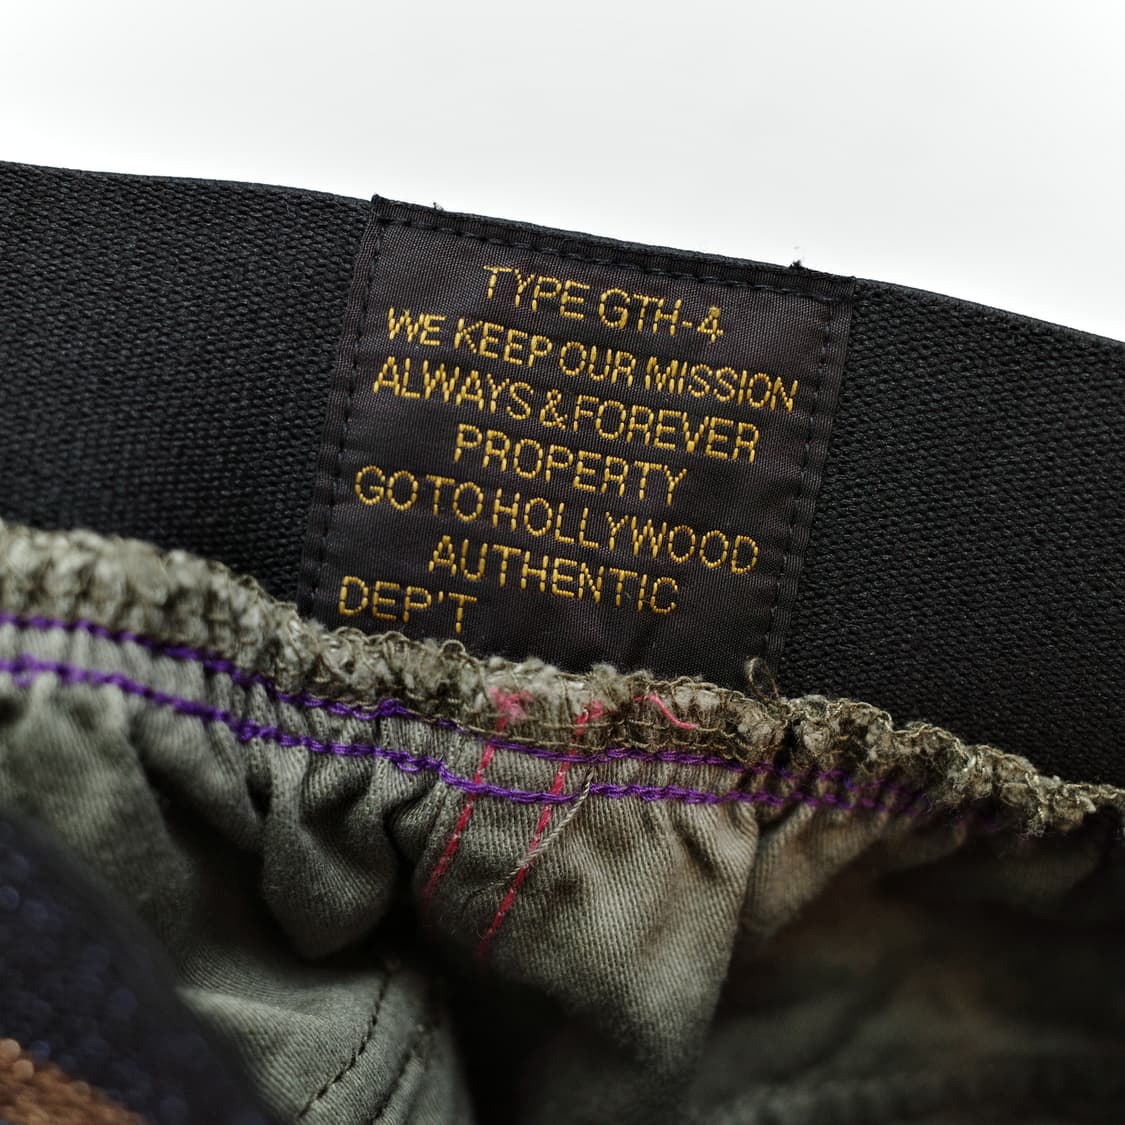 TYPE GTH-4
WE KEEP OUR MISSION
ALWAYS & FOREVER
PROPERTY
GO TO HOLLYWOOD
AUTHENTIC
DEP'T